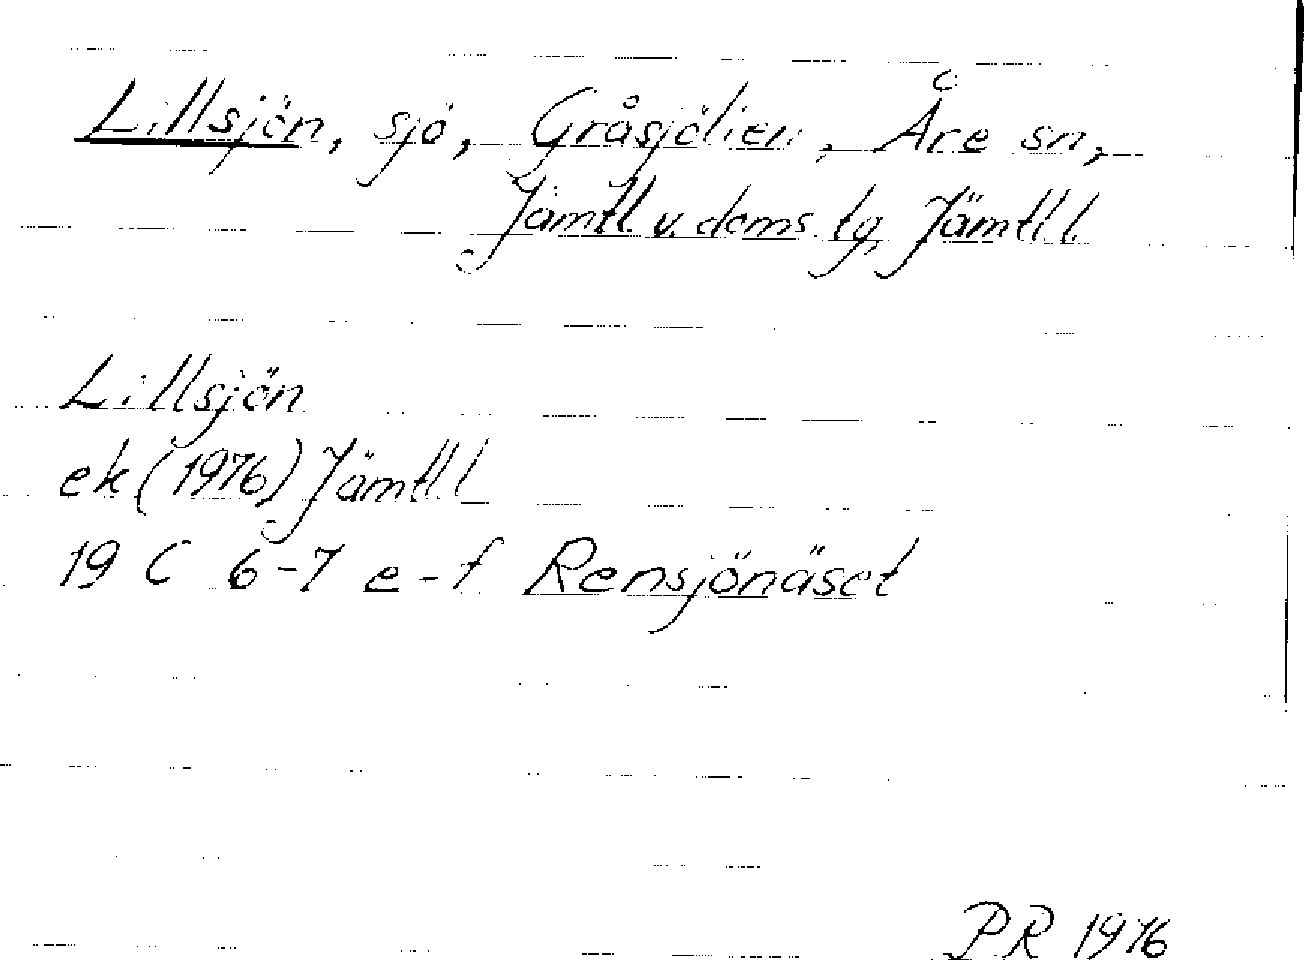 Lillsjön, sjö, Gråsjölien, Åre sn,
Jämtl. v. doms. tg, Jämtl. l.
Lillsjön
ek (1976) Jämtl. l
19 C 6-7 e-f Rensjönäset
PR 1976